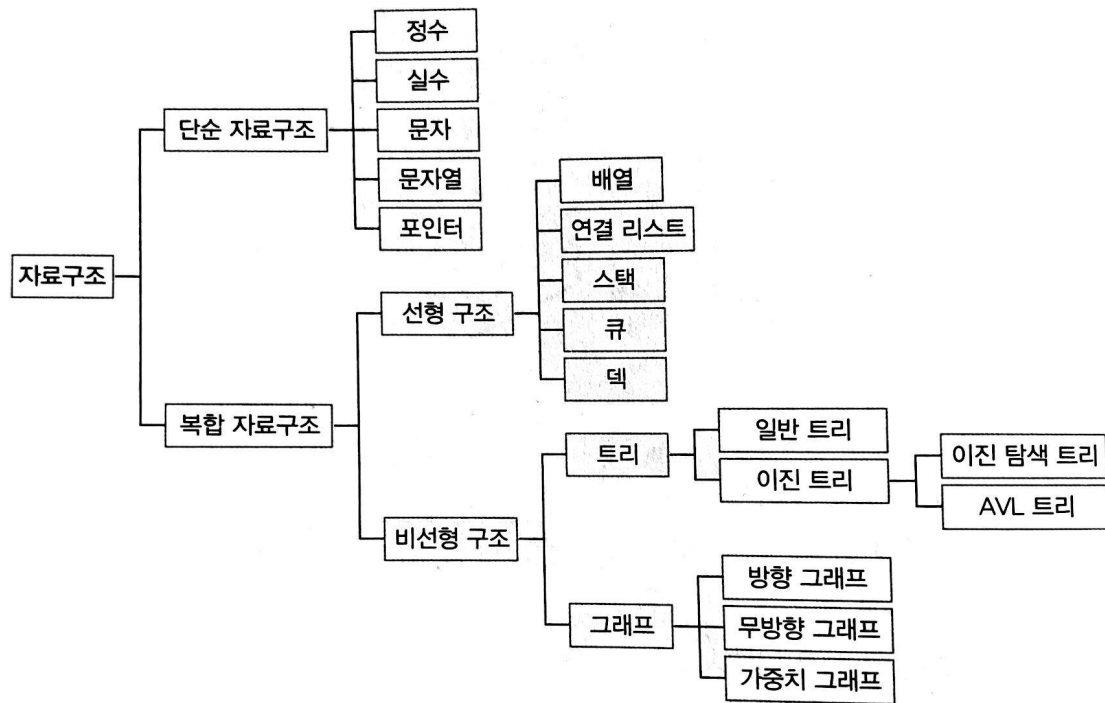 자료구조
단순 자료구조
정수
실수
문자
문자열
포인터
복합 자료구조
선형 구조
배열
연결 리스트
스택
큐
덱
비선형 구조
트리
일반 트리
이진 트리
이진 탐색 트리
AVL 트리
그래프
방향 그래프
무방향 그래프
가중치 그래프